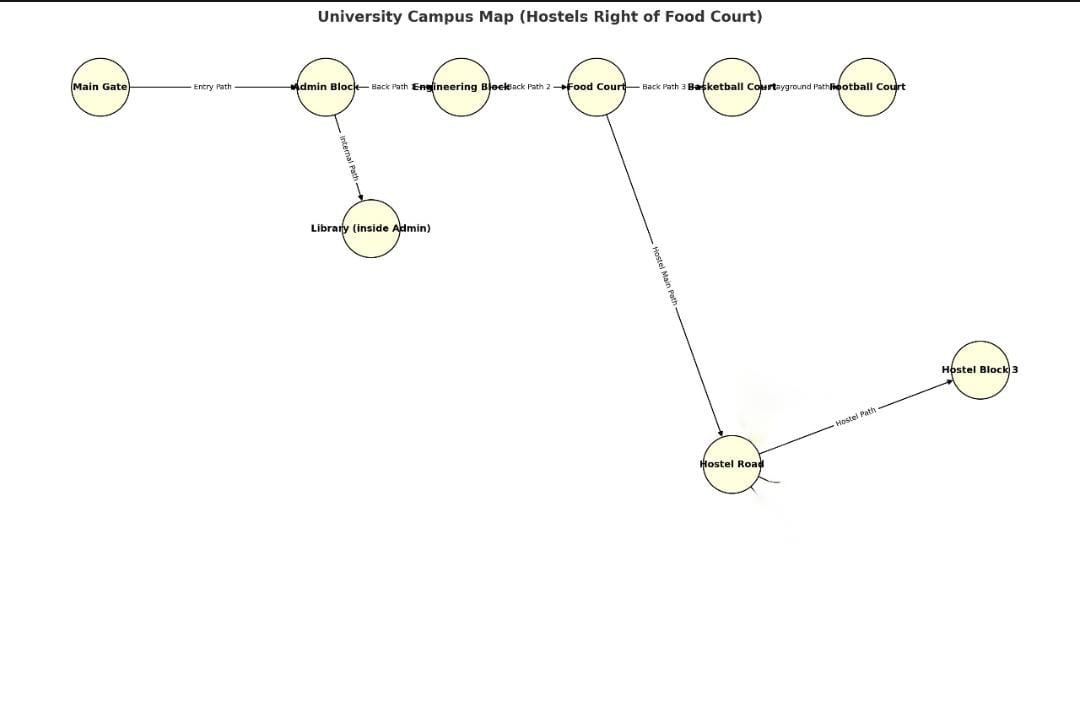 University Campus Map (Hostels Right of Food Court)
Main Gate
Entry Path
Admin Block
Back Path
Engineering Block
Back Path 2
Food Court
Back Path 3
Basketball Court
Playground Path
Football Court
Internal Path
Library (inside Admin)
Hostel Main Path
Hostel Block 3
Hostel Path
Hostel Road